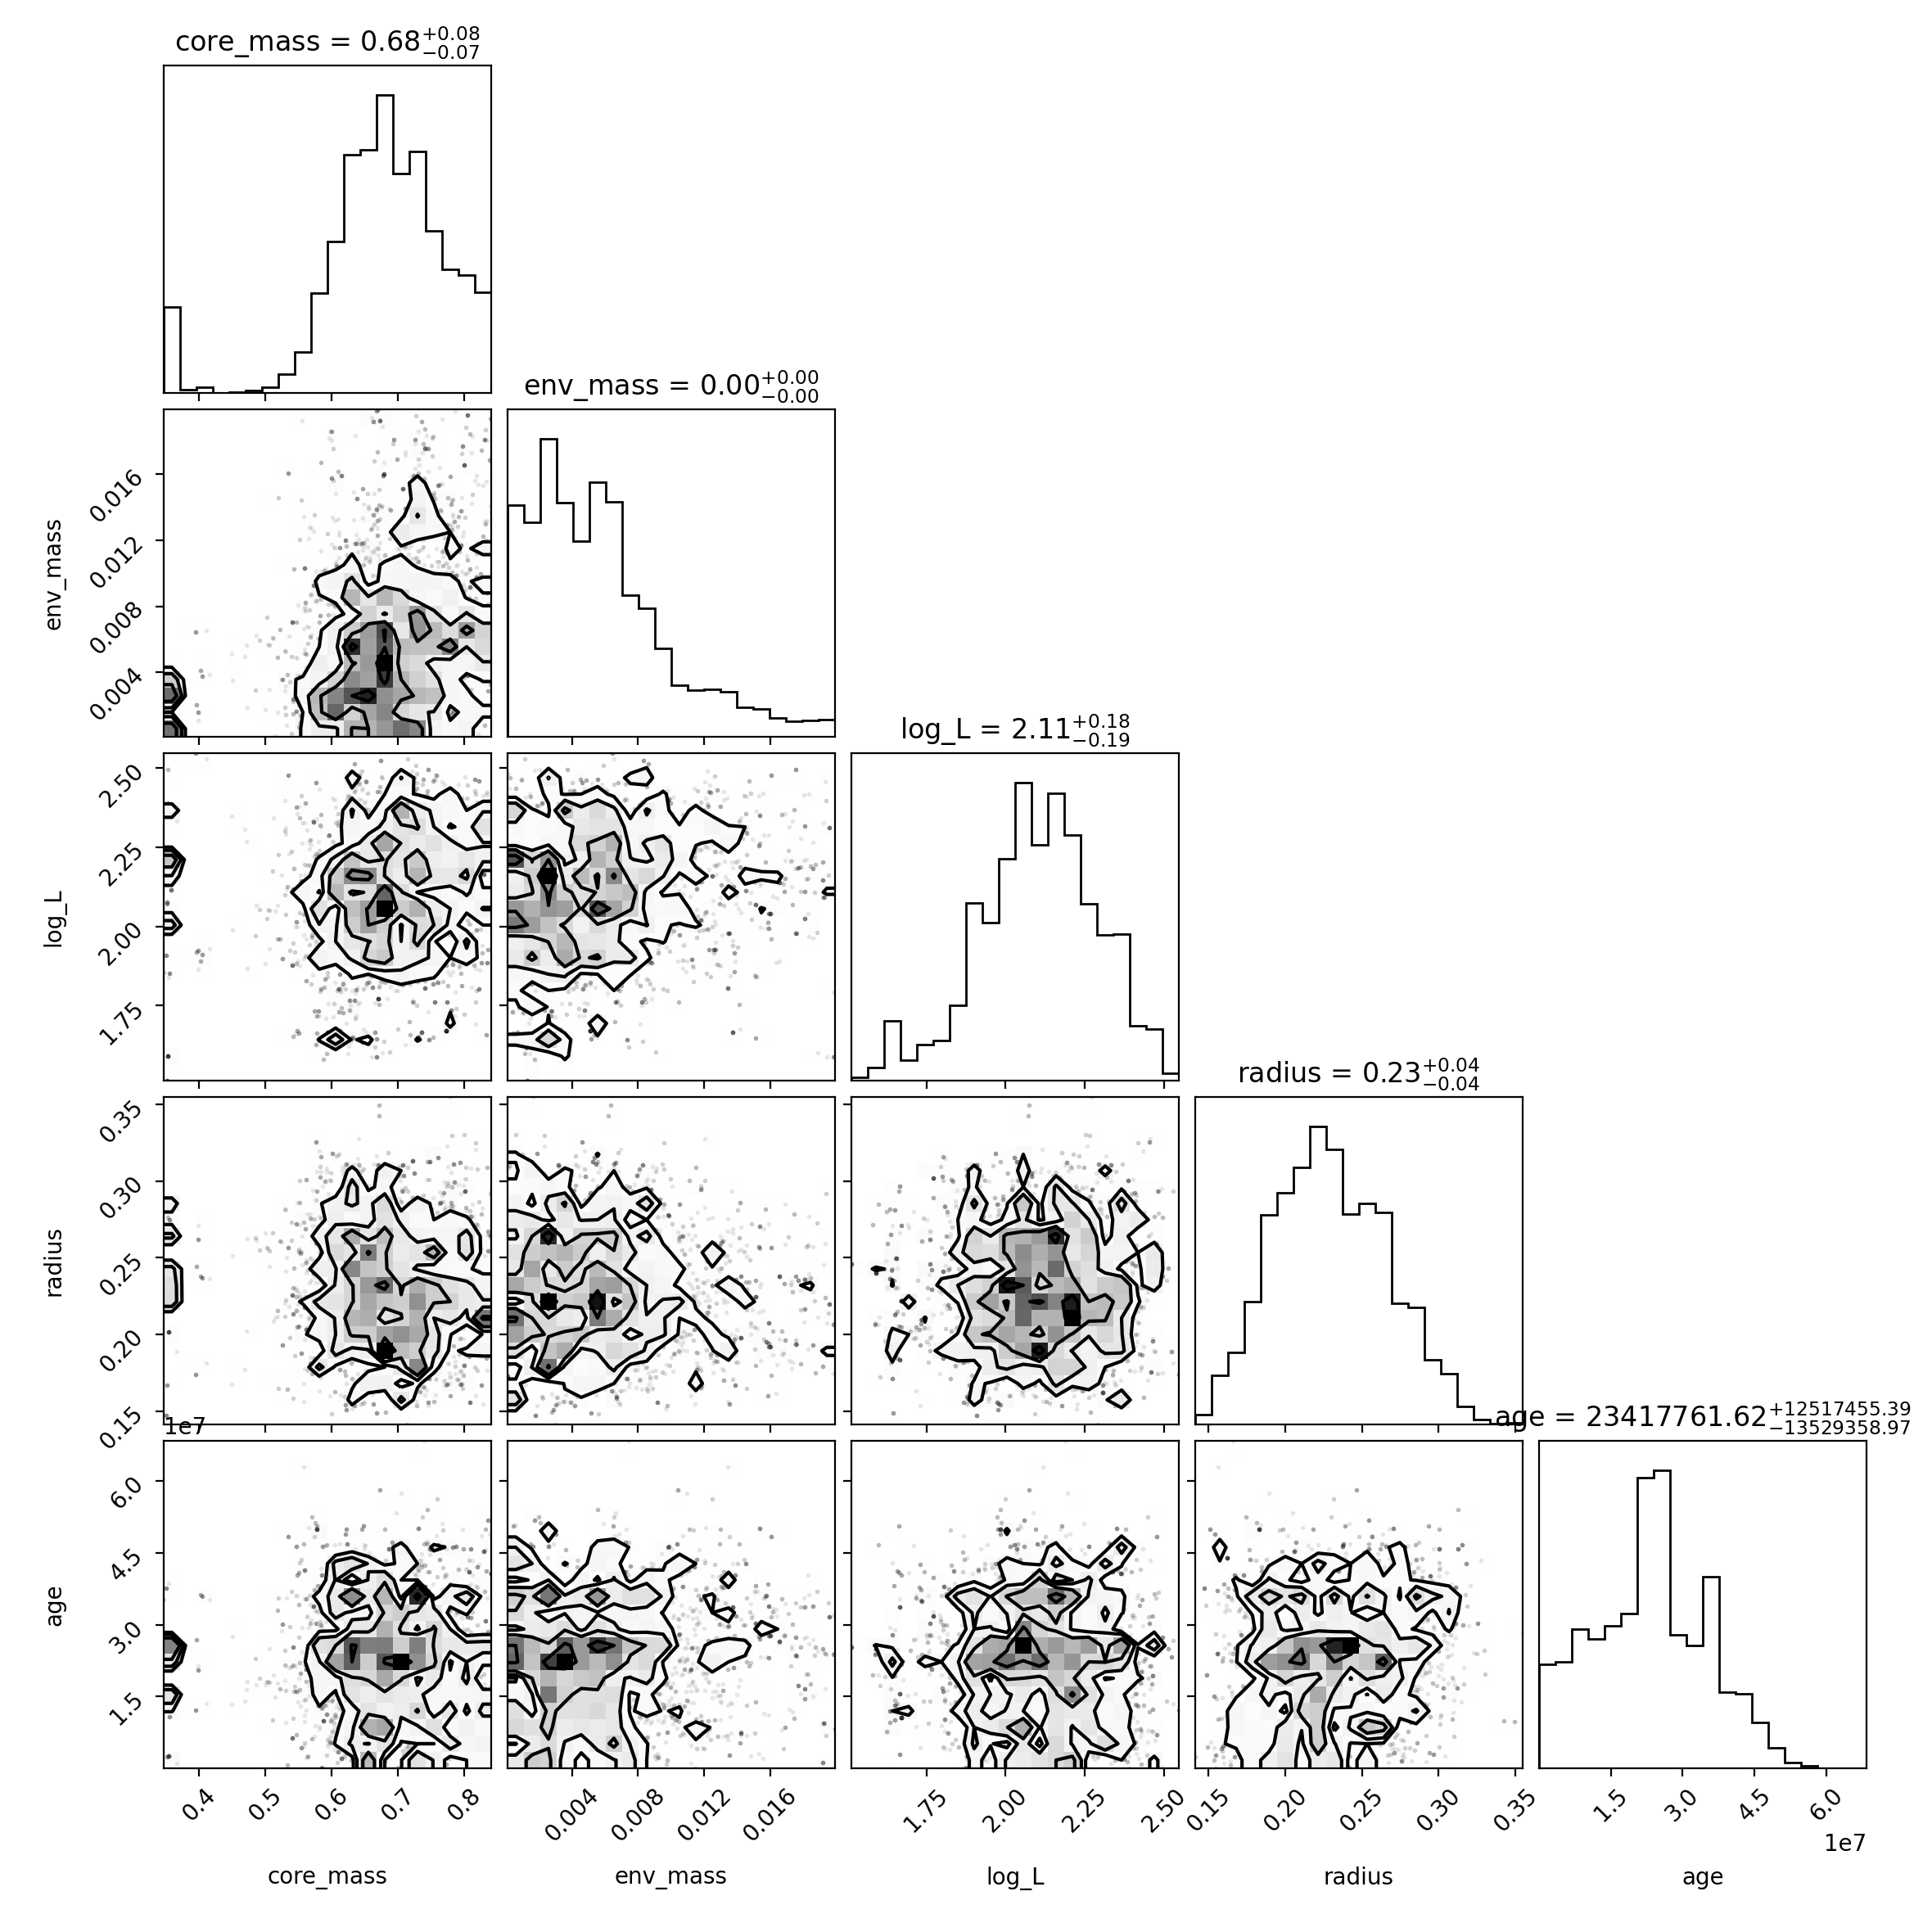 core_mass = 0.68+0.08−0.07
env_mass = 0.00+0.00−0.00
0.016
0.012
0.008
0.004
env_mass
log_L = 2.11+0.18−0.19
2.50
2.25
2.00
1.75
log_L
radius = 0.23+0.04−0.04
0.35
0.30
0.25
0.20
0.15
radius
age = 23417761.62+12517455.39−13529358.97
1e7
6.0
4.5
3.0
1.5
age
0.4 0.5 0.6 0.7 0.8
0.004 0.008 0.012 0.016
1.75 2.00 2.25 2.50
0.15 0.20 0.25 0.30 0.35
1.5 3.0 4.5 6.0
1e7
core_mass env_mass log_L radius age